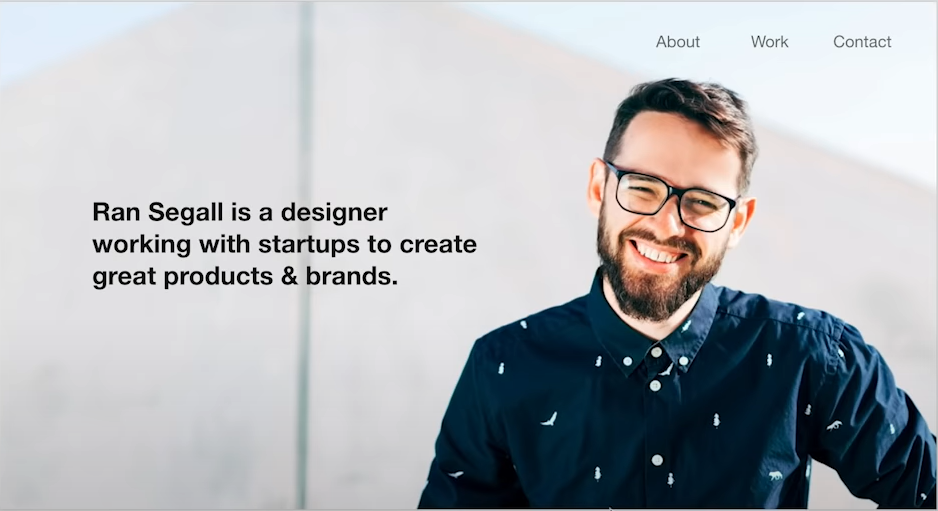 About Work Contact
Ran Segall is a designer
working with startups to create
great products & brands.